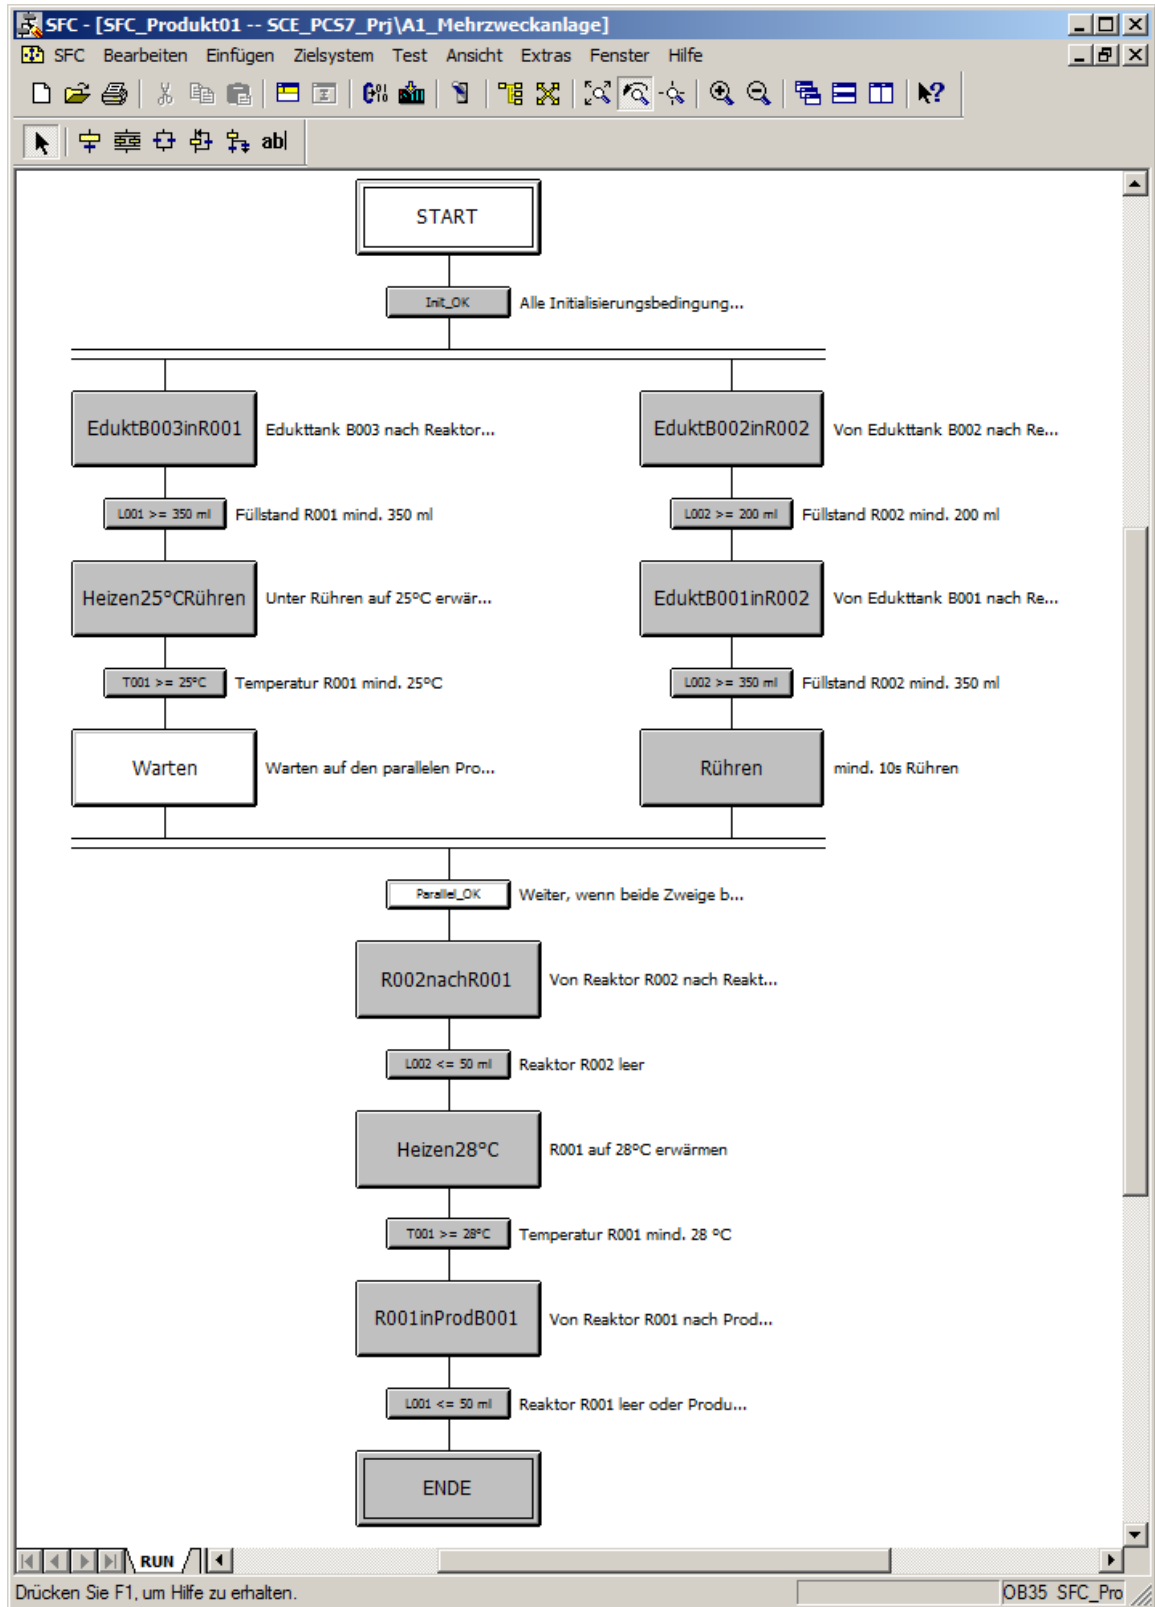 SFC - [SFC_Produkt01 -- SCE_PCS7_Prj\A1_Mehrzweckanlage]
SFC Bearbeiten Einfügen Zielsystem Test Ansicht Extras Fenster Hilfe
ab
START
Init_OK Alle Initialisierungsbedingung...
EduktB003inR001 Edukttank B003 nach Reaktor... EduktB002inR002 Von Edukttank B002 nach Re...
L001 >= 350 ml Füllstand R001 mind. 350 ml L002 >= 200 ml Füllstand R002 mind. 200 ml
Heizen25°CRühren Unter Rühren auf 25°C erwär... EduktB001inR002 Von Edukttank B001 nach Re...
T001 >= 25°C Temperatur R001 mind. 25°C L002 >= 350 ml Füllstand R002 mind. 350 ml
Warten Warten auf den parallelen Pro... Rühren mind. 10s Rühren
Parallel_OK Weiter, wenn beide Zweige b...
R002nachR001 Von Reaktor R002 nach Reakt...
L002 <= 50 ml Reaktor R002 leer
Heizen28°C R001 auf 28°C erwärmen
T001 >= 28°C Temperatur R001 mind. 28 °C
R001inProdB001 Von Reaktor R001 nach Prod...
L001 <= 50 ml Reaktor R001 leer oder Produ...
ENDE
RUN
Drücken Sie F1, um Hilfe zu erhalten. OB35 SFC_Pro